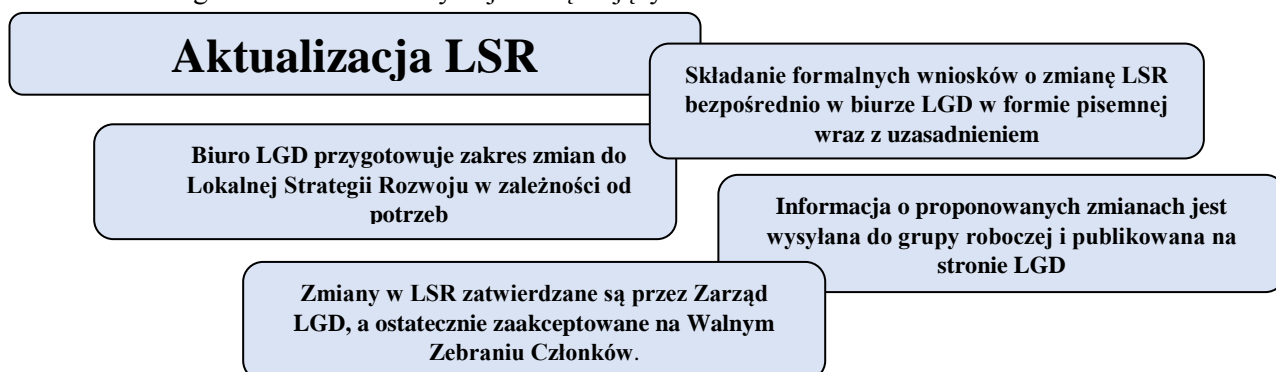 Aktualizacja LSR
Składanie formalnych wniosków o zmianę LSR
bezpośrednio w biurze LGD w formie pisemnej
wraz z uzasadnieniem
Biuro LGD przygotowuje zakres zmian do
Lokalnej Strategii Rozwoju w zależności od
potrzeb
Informacja o proponowanych zmianach jest
wysyłana do grupy roboczej i publikowana na
stronie LGD
Zmiany w LSR zatwierdzane są przez Zarząd
LGD, a ostatecznie zaakceptowane na Walnym
Zebraniu Członków.